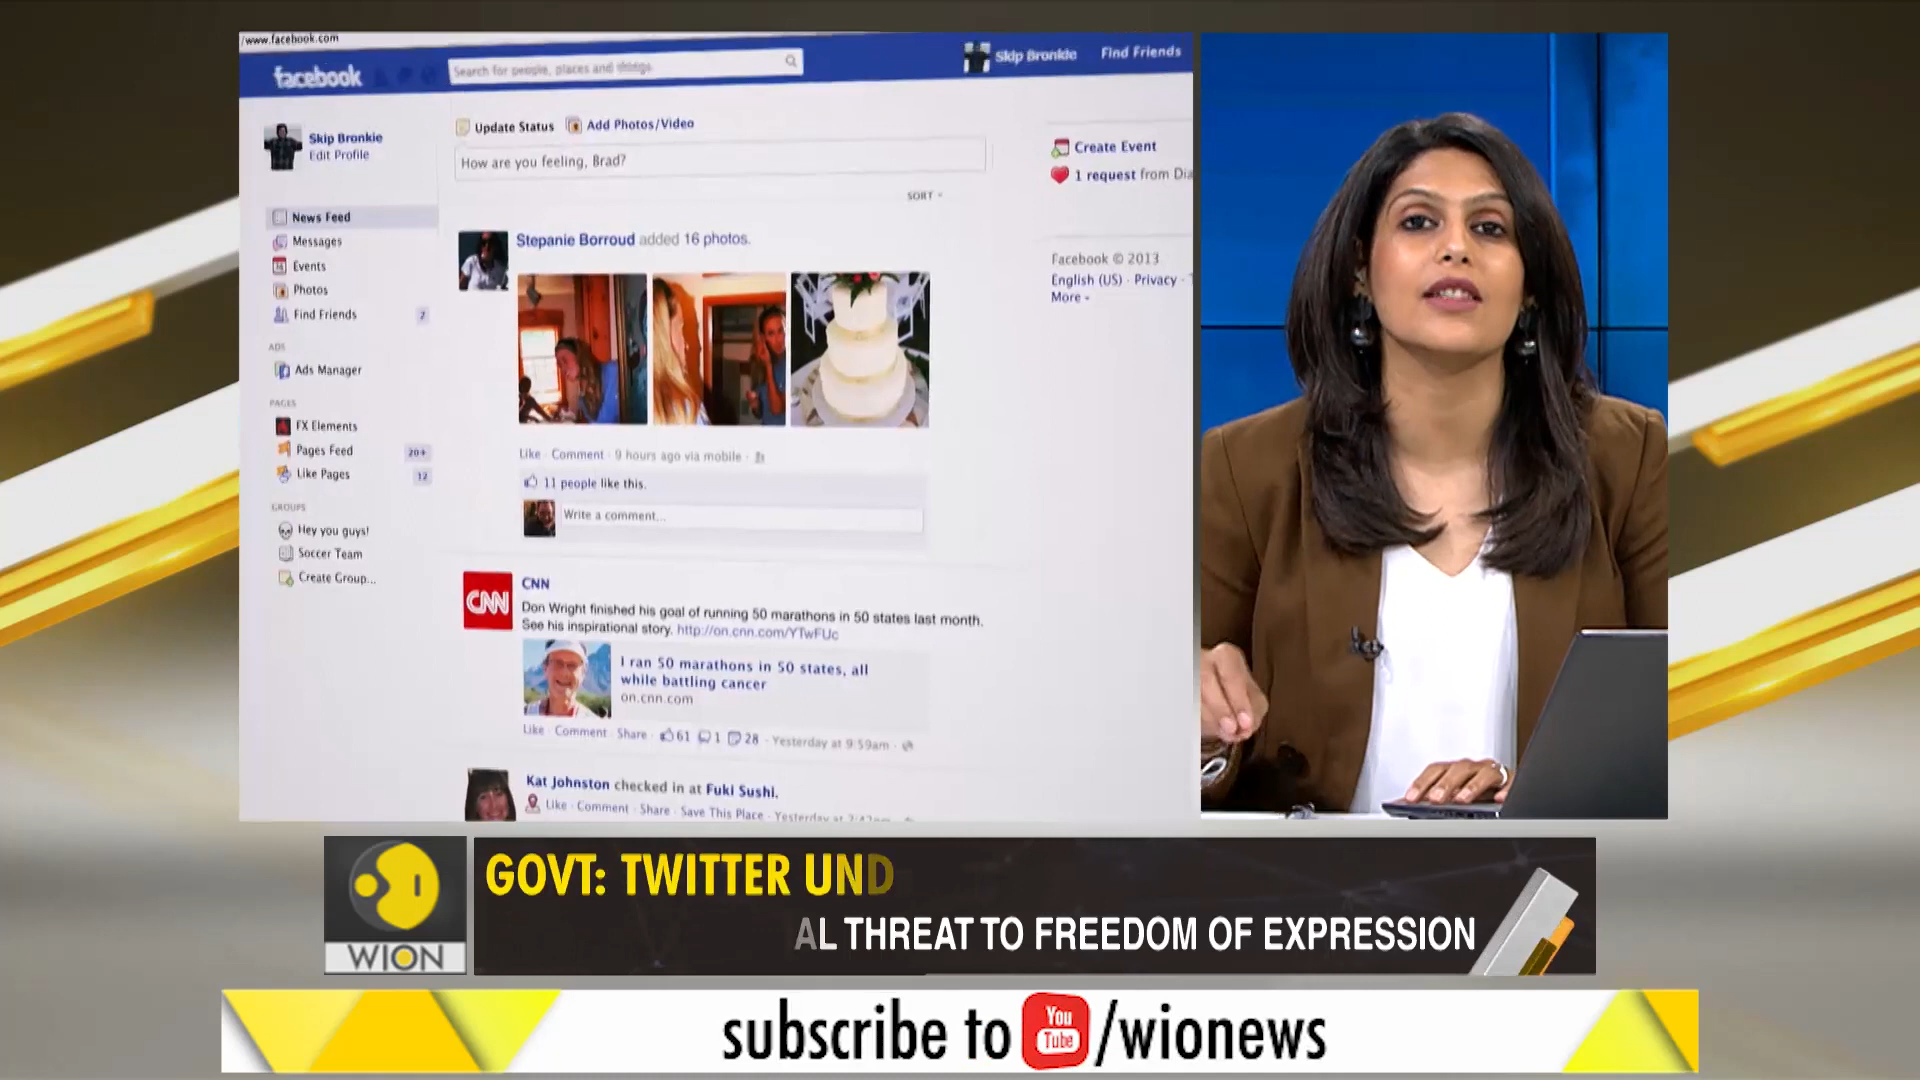 /www.facebook.com
facebook
Search for people, places and things
Skip Bronkie
Find Friends
Skip Bronkie
Edit Profile
News Feed
Messages
Events
Photos
Find Friends 2
ADS
Ads Manager
PAGES
FX Elements
Pages Feed 20+
Like Pages 12
GROUPS
Hey you guys!
Soccer Team
Create Group...
Update Status Add Photos/Video
How are you feeling, Brad?
SORT
Stepanie Borroud added 16 photos.
Like · Comment · 9 hours ago via mobile ·
11 people like this.
Write a comment...
CNN
CNN
Don Wright finished his goal of running 50 marathons in 50 states last month.
See his inspirational story. http://on.cnn.com/YTwFUc
I ran 50 marathons in 50 states, all
while battling cancer
on.cnn.com
Like · Comment · Share · 61 1 28 · Yesterday at 9:59am ·
Kat Johnston checked in at Fuki Sushi.
Like · Comment · Share · Save This Place · Yesterday at
Create Event
1 request from Dia
Facebook © 2013
English (US) · Privacy ·
More
WION
GOVT: TWITTER UND
AL THREAT TO FREEDOM OF EXPRESSION
subscribe to You Tube /wionews